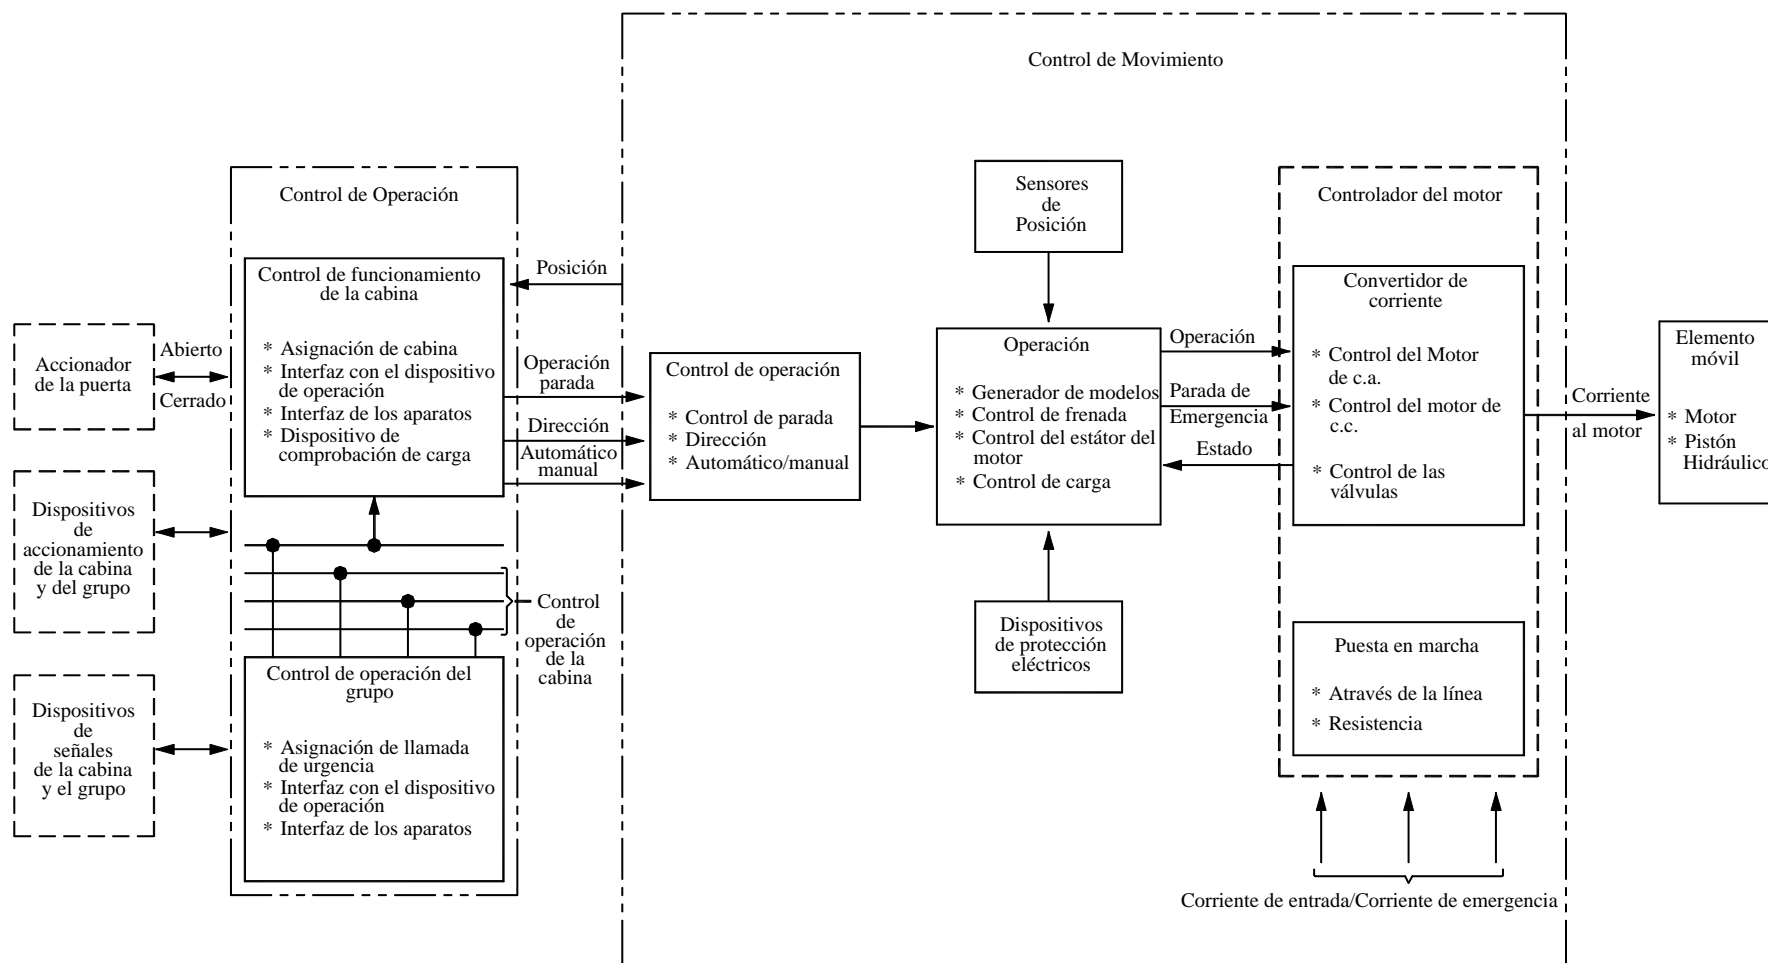 Control de Movimiento
Control de Operación
Control de funcionamiento
de la cabina
* Asignación de cabina
* Interfaz con el dispositivo
de operación
* Interfaz de los aparatos
* Dispositivo de
comprobación de carga
Accionador
de la puerta
Abierto
Cerrado
Dispositivos
de
accionamiento
de la cabina
y del grupo
Dispositivos
de
señales
de la cabina
y el grupo
Control de operación del
grupo
* Asignación de llamada
de urgencia
* Interfaz con el dispositivo
de operación
* Interfaz de los aparatos
Control
de
operación
de la
cabina
Posición
Operación
parada
Dirección
Automático
manual
Control de operación
* Control de parada
* Dirección
* Automático/manual
Sensores
de
Posición
Operación
* Generador de modelos
* Control de frenada
* Control del estátor del
motor
* Control de carga
Dispositivos
de protección
eléctricos
Operación
Parada de
Emergencia
Estado
Controlador del motor
Convertidor de
corriente
* Control del Motor
de c.a.
* Control del motor de
c.c.
* Control de las
válvulas
Puesta en marcha
* Através de la línea
* Resistencia
Corriente de entrada/Corriente de emergencia
Corriente
al motor
Elemento
móvil
* Motor
* Pistón
Hidráulico